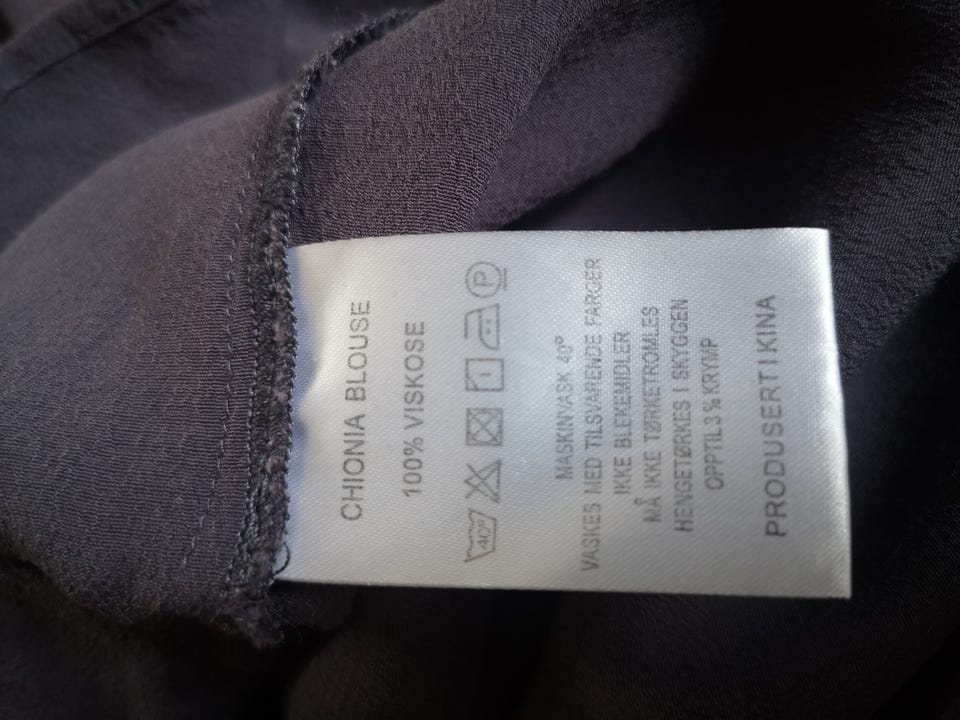 CHIONIA BLOUSE
100% VISKOSE
40° P
MASKINVASK 40°
VASKES MED TILSVARENDE FARGER
IKKE BLEKEMIDLER
MÅ IKKE TØRKETROMLES
HENGETØRKES I SKYGGEN
OPPTIL 3% KRYMP
PRODUSERT I KINA